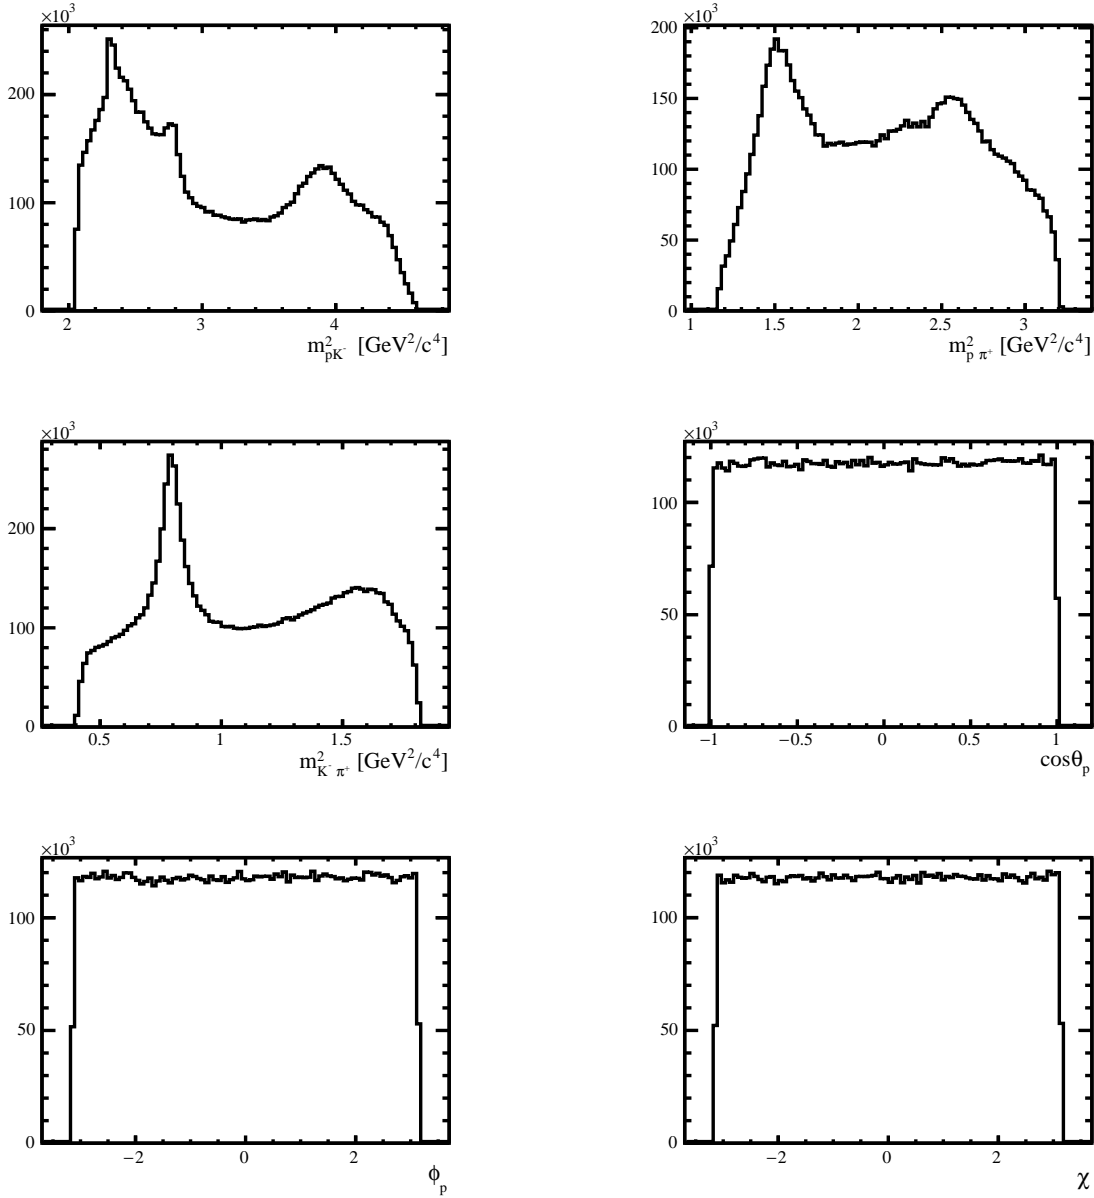 ×10³ ×10³
200 200
150
100 100
50
0 0
2 3 4 1 1.5 2 2.5 3
m²pK⁻ [GeV²/c⁴] m²p π⁺ [GeV²/c⁴]
×10³ ×10³
200 100
100 50
0 0
0.5 1 1.5 −1 −0.5 0 0.5 1
m²K⁻ π⁺ [GeV²/c⁴] cosθp
×10³ ×10³
100 100
50 50
0 0
−2 0 2 −2 0 2
ϕp χ